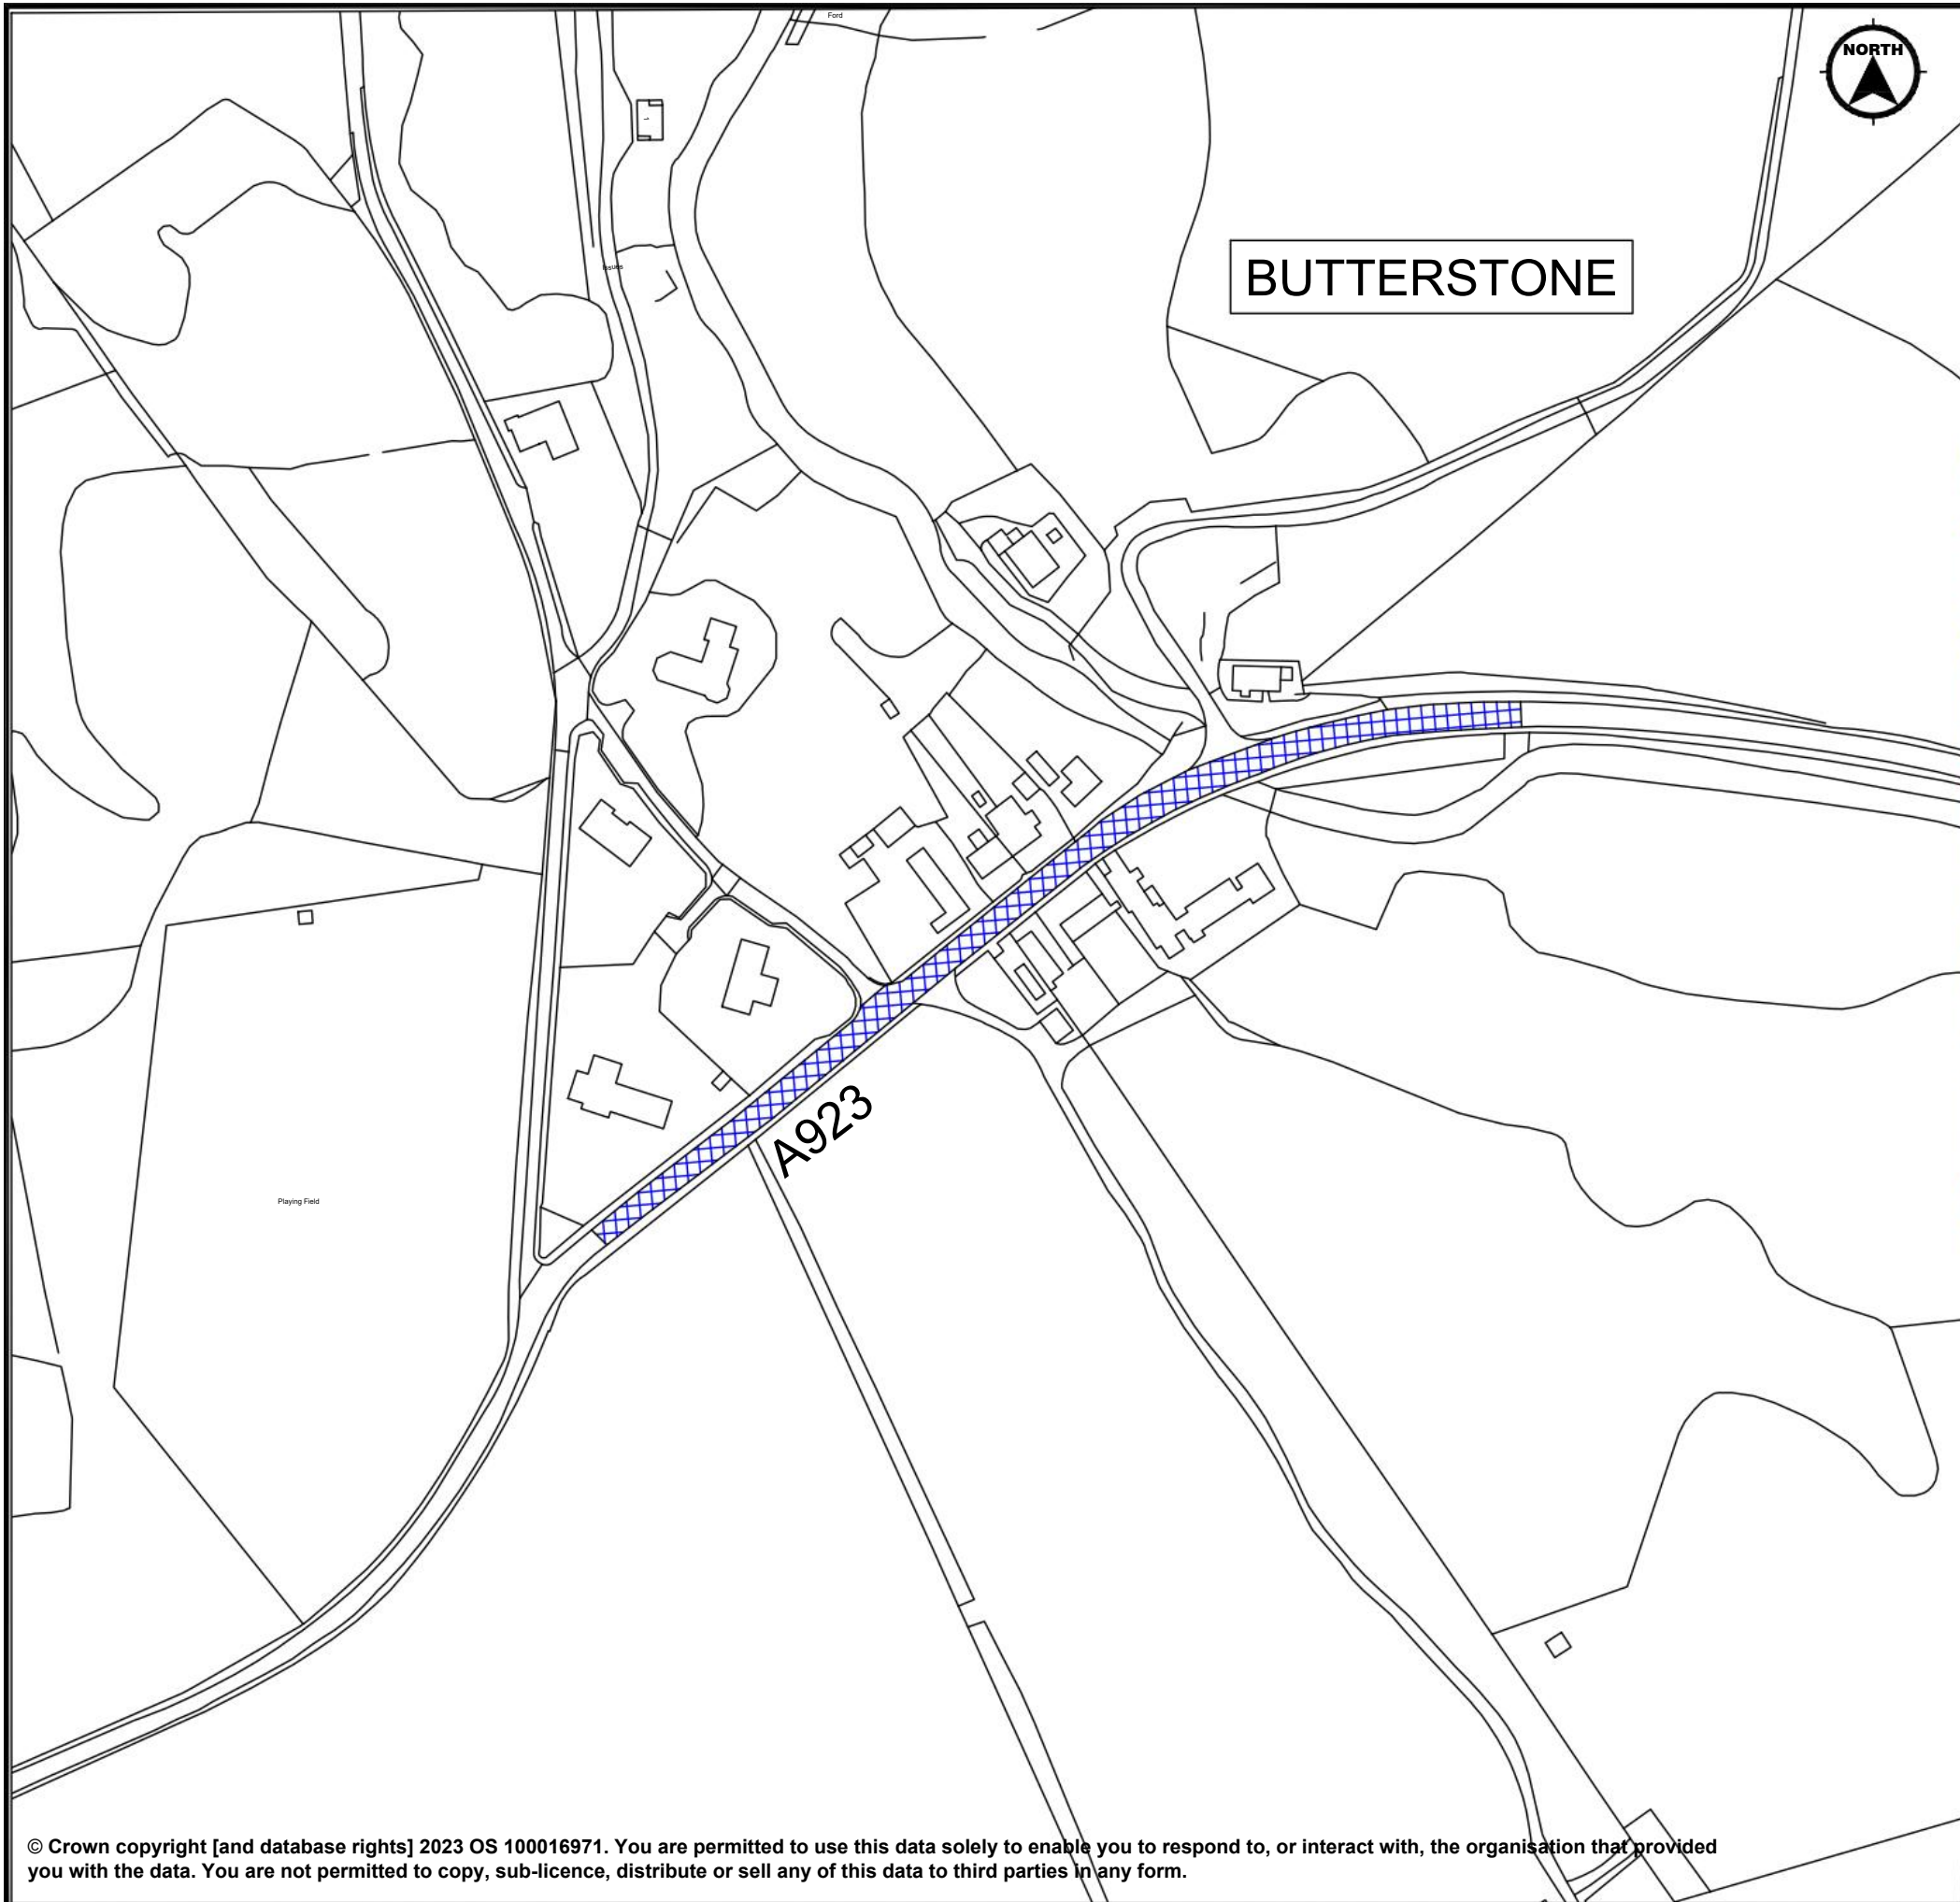 Ford
NORTH
Issues
BUTTERSTONE
A923
Playing Field
© Crown copyright [and database rights] 2023 OS 100016971. You are permitted to use this data solely to enable you to respond to, or interact with, the organisation that provided
you with the data. You are not permitted to copy, sub-licence, distribute or sell any of this data to third parties in any form.